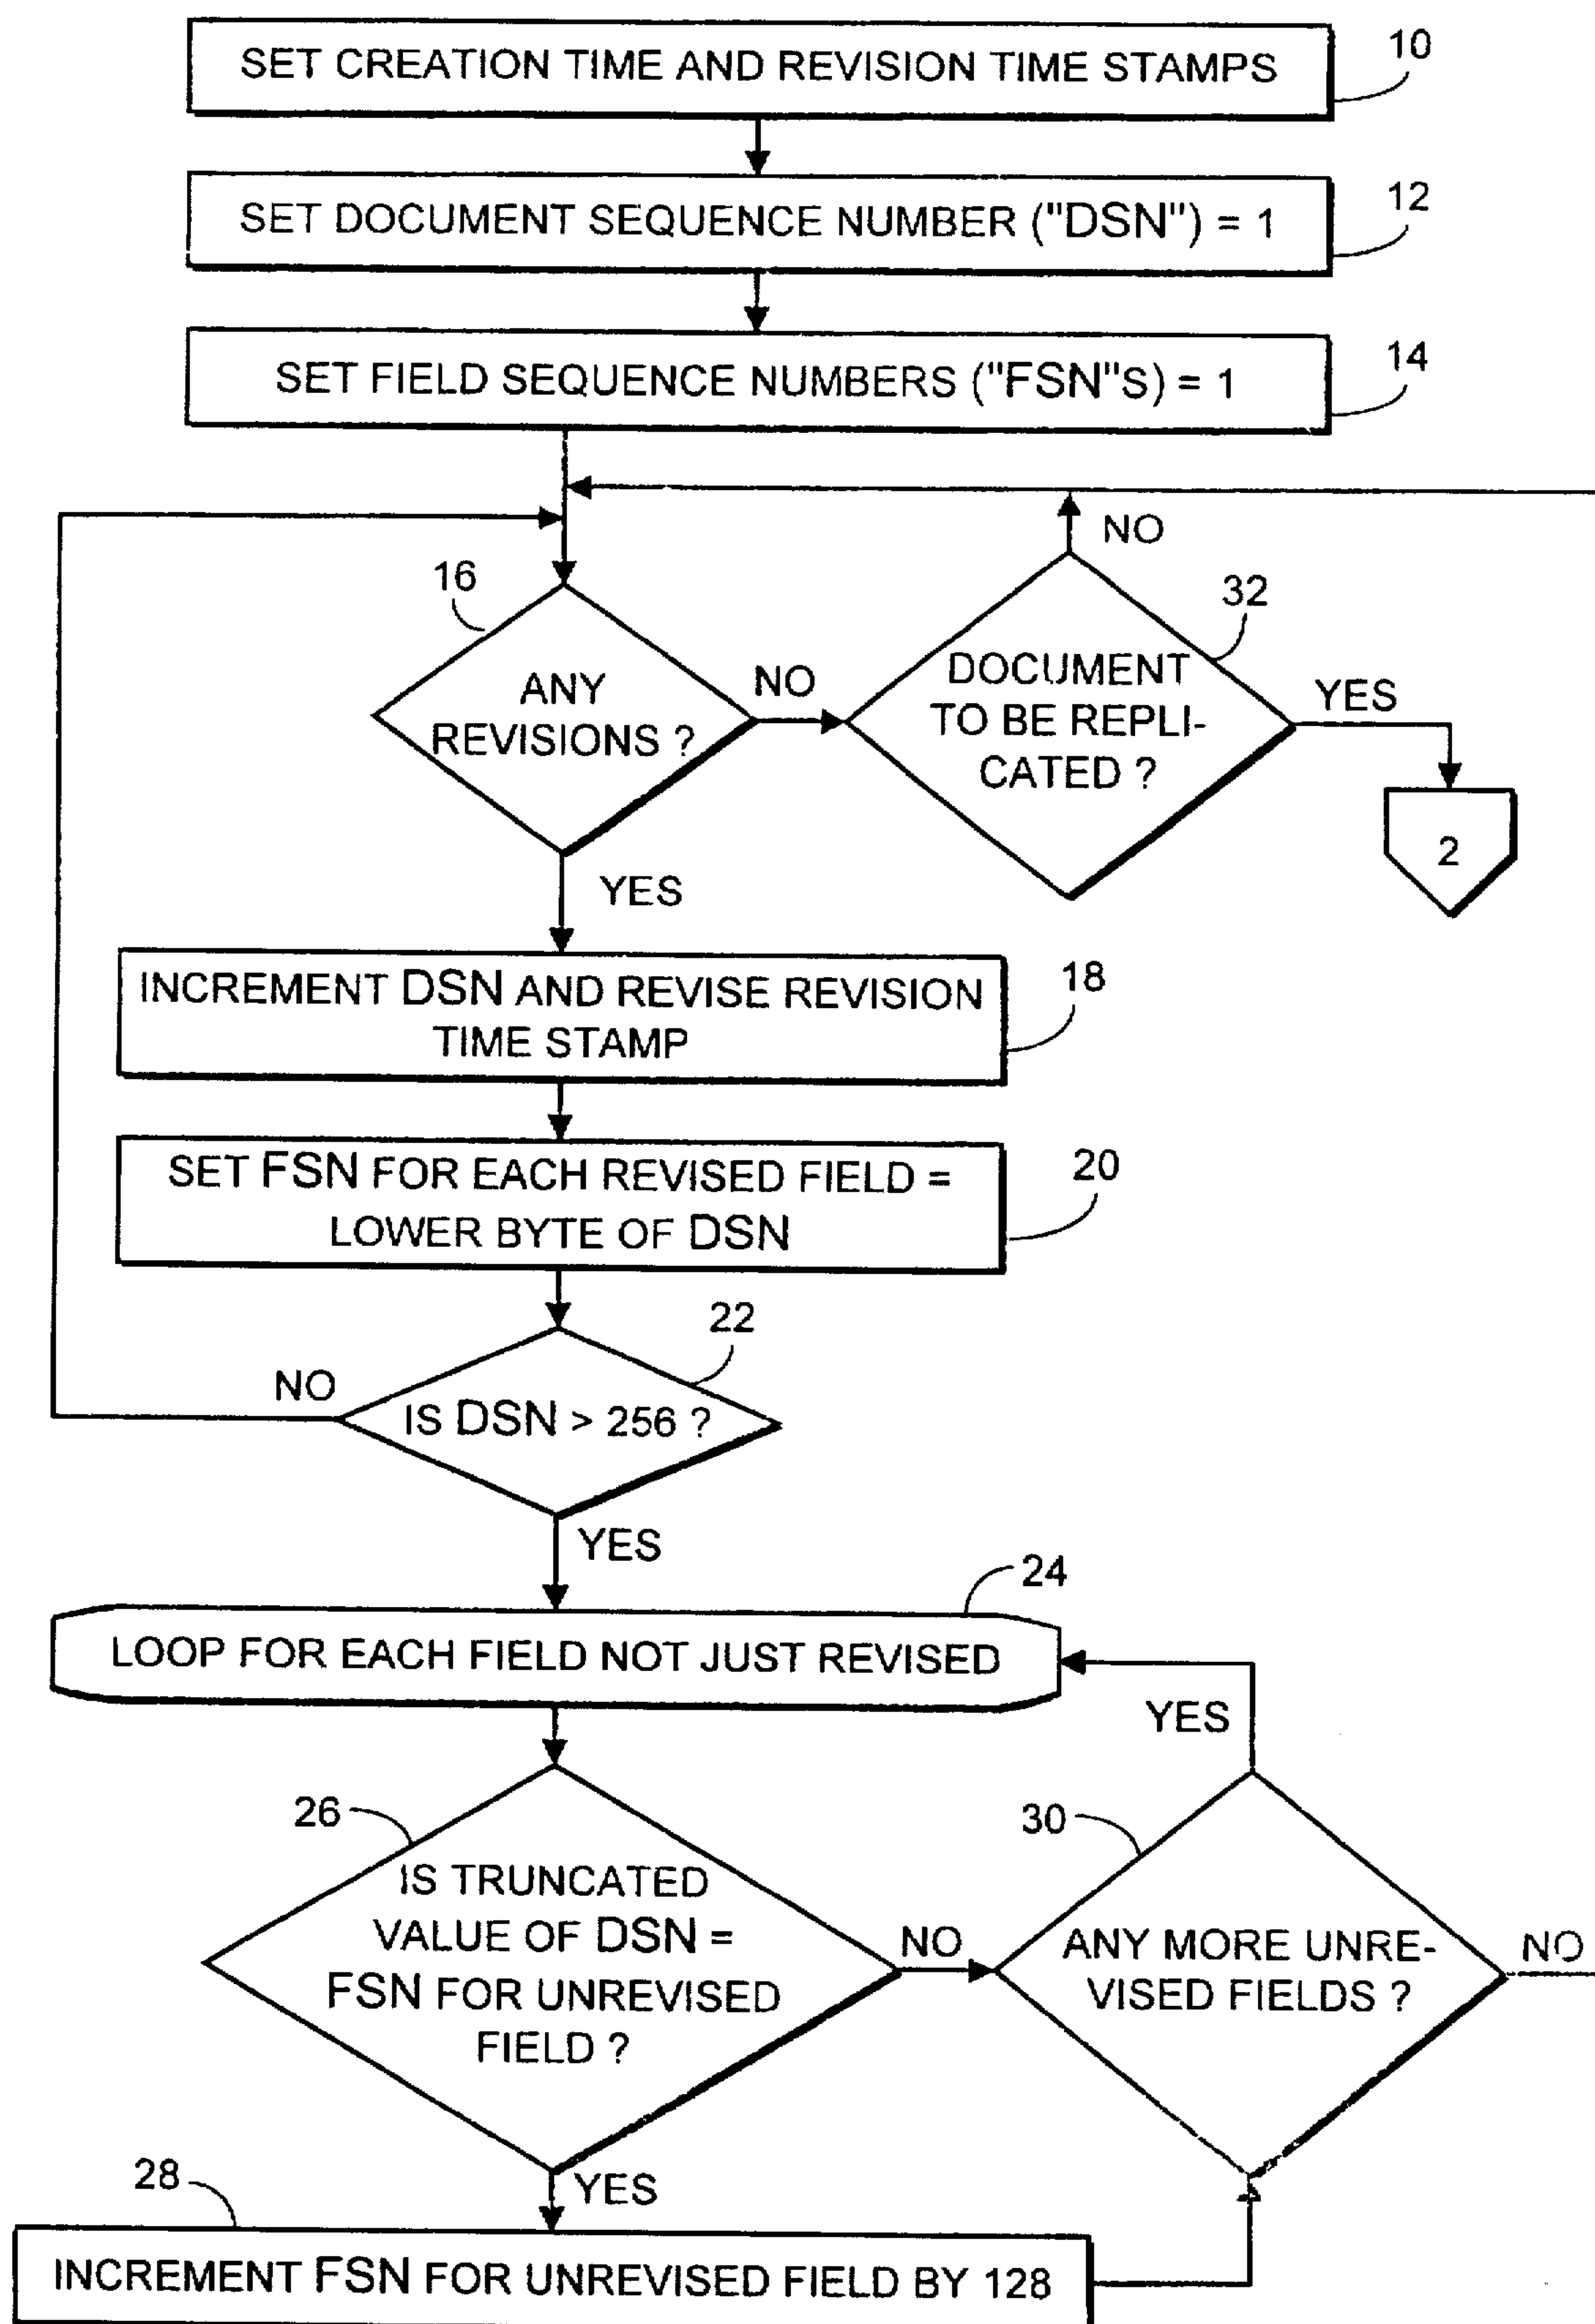 SET CREATION TIME AND REVISION TIME STAMPS
10
SET DOCUMENT SEQUENCE NUMBER ("DSN") = 1
12
SET FIELD SEQUENCE NUMBERS ("FSN"S) = 1
14
NO
16
32
ANY
REVISIONS ?
NO
DOCUMENT
TO BE REPLI-
CATED ?
YES
2
YES
INCREMENT DSN AND REVISE REVISION
TIME STAMP
18
SET FSN FOR EACH REVISED FIELD =
LOWER BYTE OF DSN
20
22
NO
IS DSN > 256 ?
YES
24
LOOP FOR EACH FIELD NOT JUST REVISED
YES
26
30
IS TRUNCATED
VALUE OF DSN =
FSN FOR UNREVISED
FIELD ?
NO
ANY MORE UNRE-
VISED FIELDS ?
NO
28
YES
INCREMENT FSN FOR UNREVISED FIELD BY 128